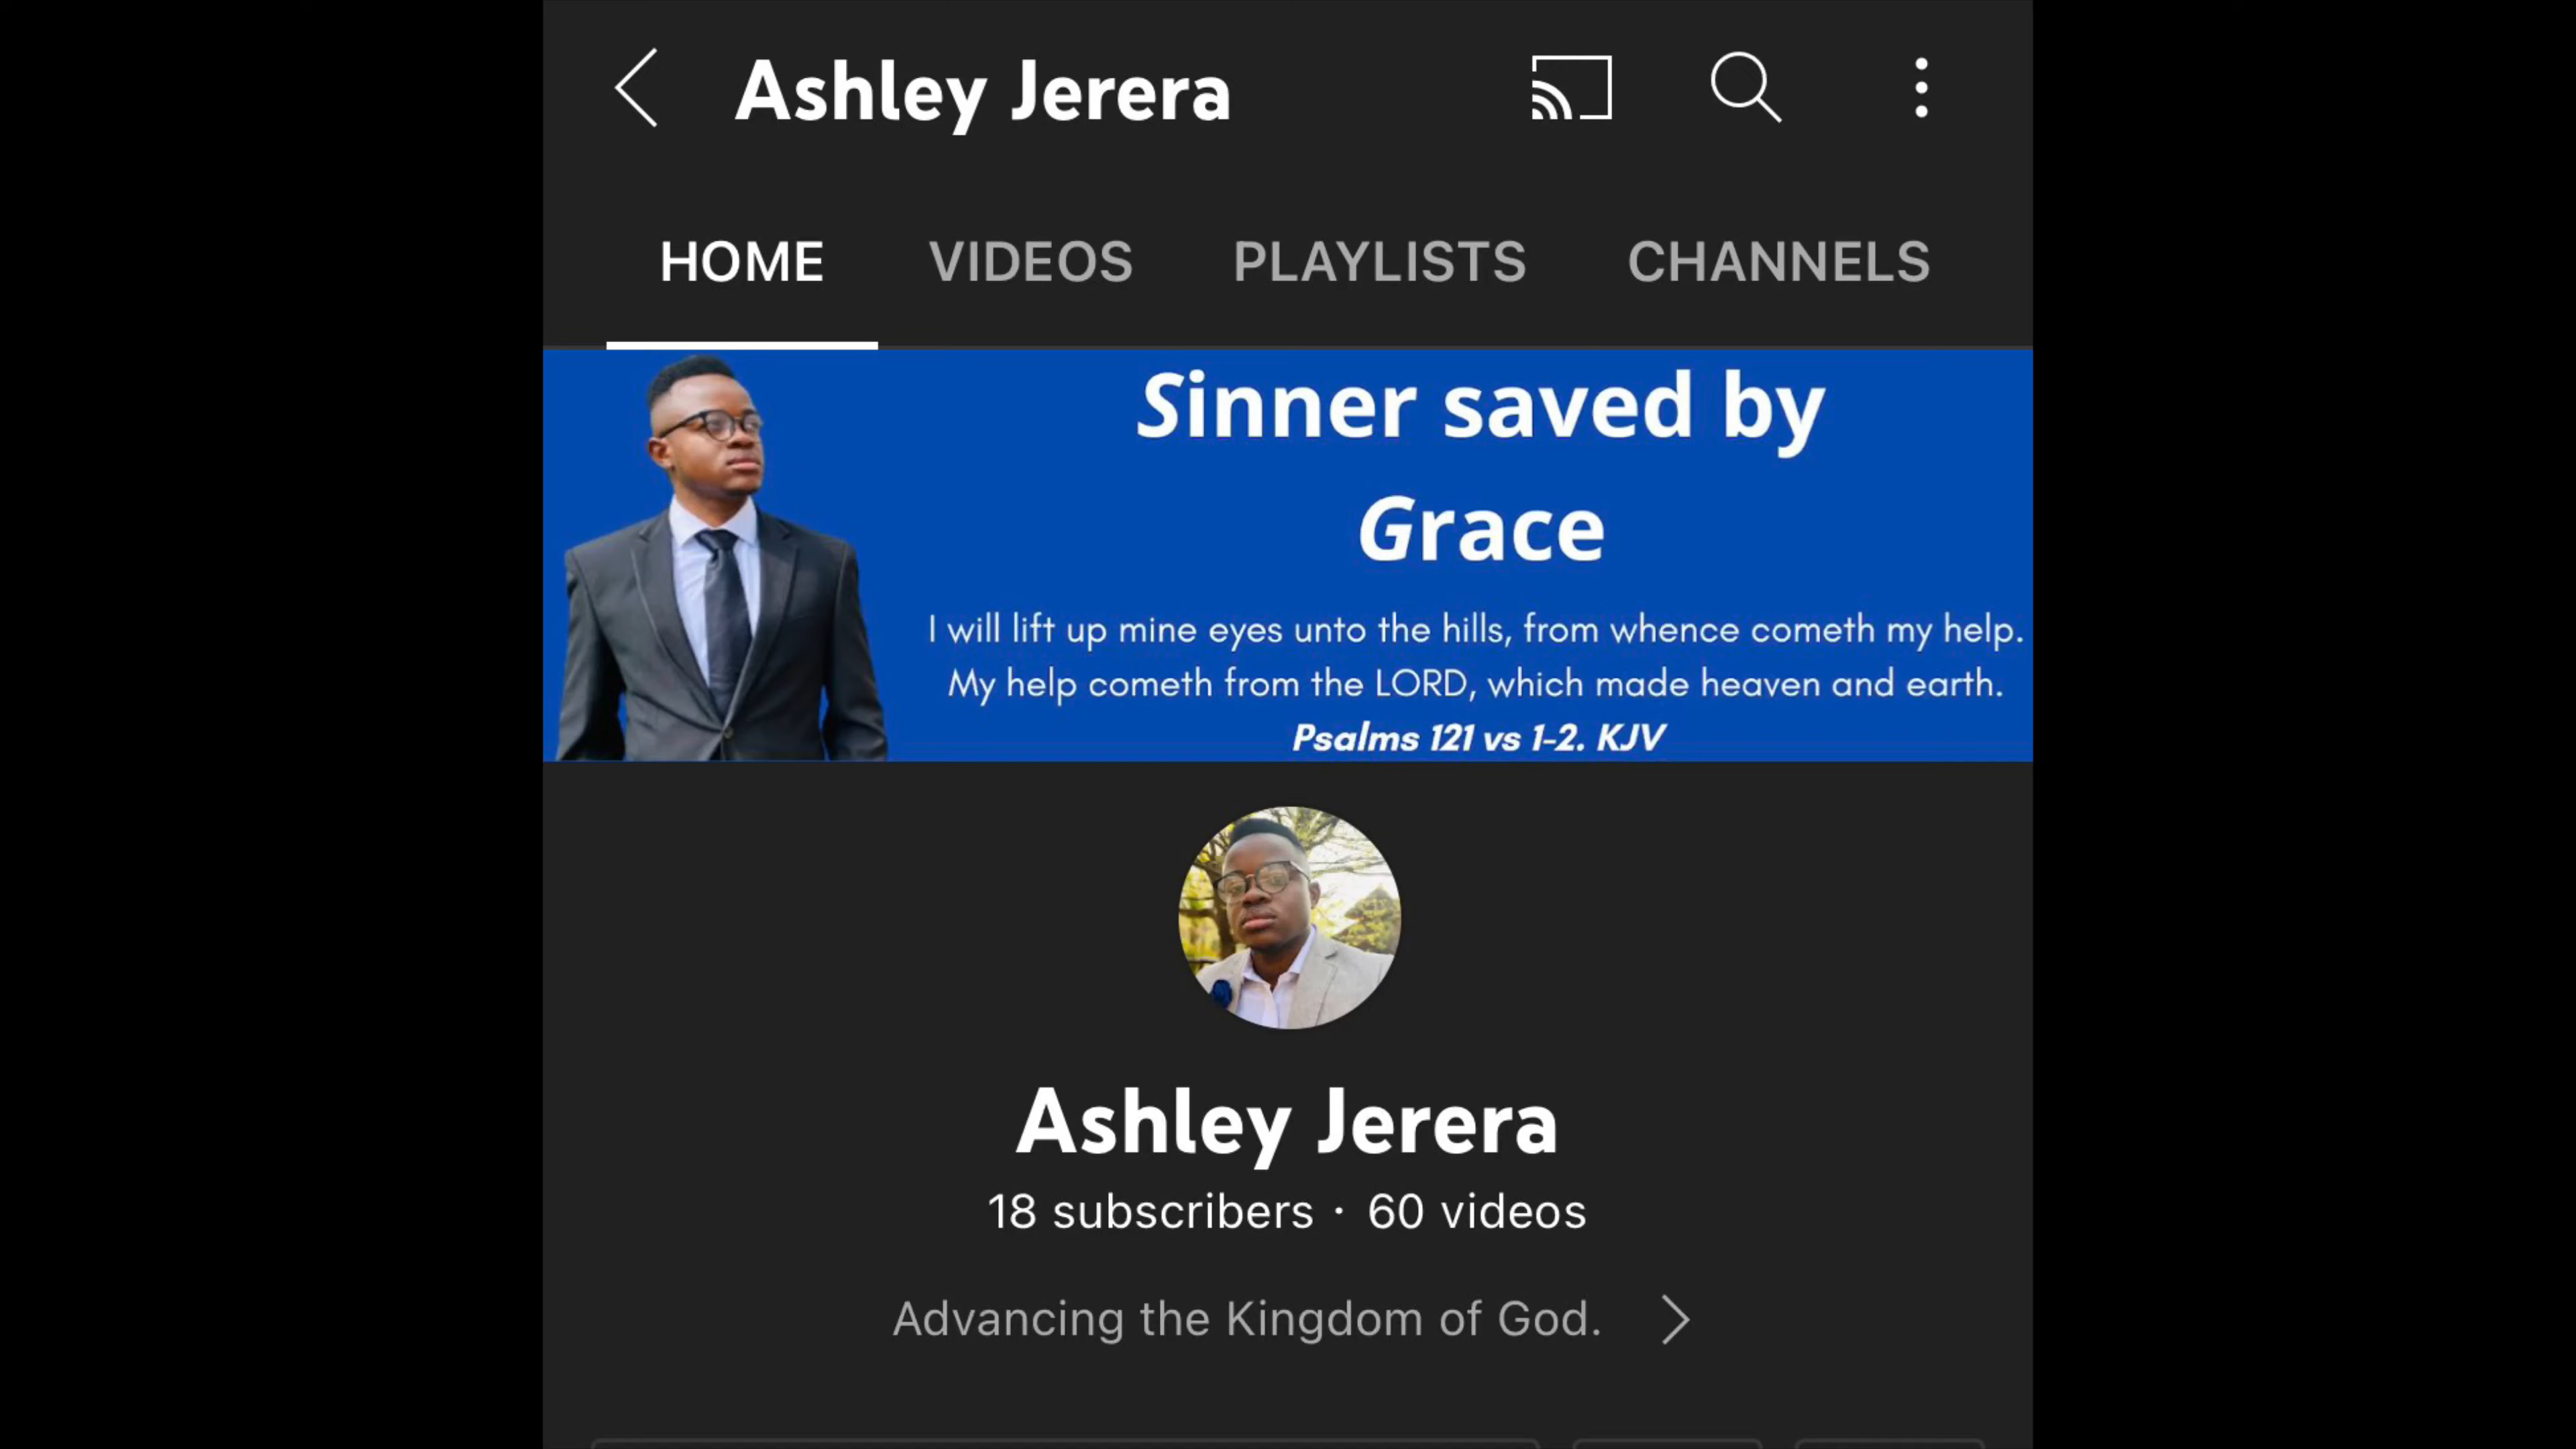 Ashley Jerera
HOME VIDEOS PLAYLISTS CHANNELS
Sinner saved by
Grace
I will lift up mine eyes unto the hills, from whence cometh my help.
My help cometh from the LORD, which made heaven and earth.
Psalms 121 vs 1-2. KJV
Ashley Jerera
18 subscribers · 60 videos
Advancing the Kingdom of God.